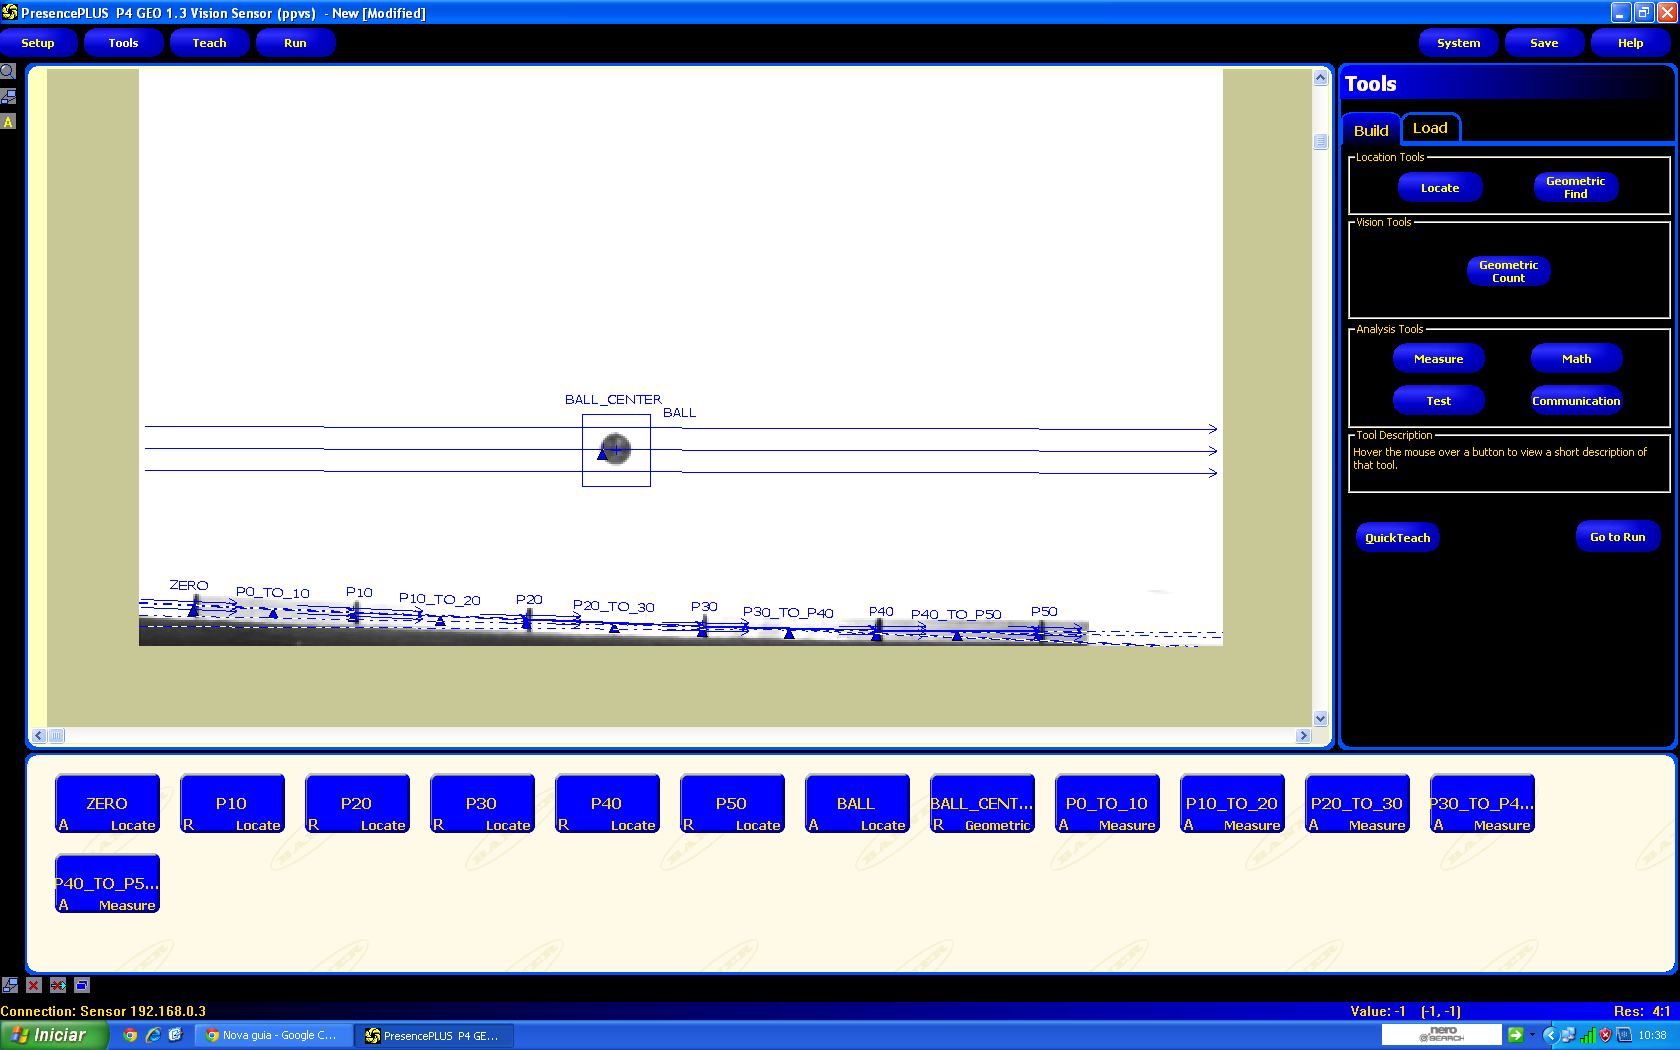 PresencePLUS P4 GEO 1.3 Vision Sensor (ppvs) - New [Modified]
Setup Tools Teach Run System Save Help
A
Tools
Build Load
Location Tools
Locate Geometric Find
Vision Tools
Geometric Count
Analysis Tools
Measure Math
Test Communication
Tool Description
Hover the mouse over a button to view a short description of
that tool.
QuickTeach Go to Run
BALL_CENTER
BALL
ZERO P0_TO_10 P10 P10_TO_20 P20 P20_TO_30 P30 P30_TO_P40 P40 P40_TO_P50 P50
ZERO P10 P20 P30 P40 P50 BALL BALL_CENT... P0_TO_10 P10_TO_20 P20_TO_30 P30_TO_P4...
A Locate R Locate R Locate R Locate R Locate R Locate A Locate R Geometric A Measure A Measure A Measure A Measure
P40_TO_P5...
A Measure
Connection: Sensor 192.168.0.3 Value: -1 (-1, -1) Res: 4:1
Iniciar Nova guia - Google C... PresencePLUS P4 GE... nero SEARCH 10:38